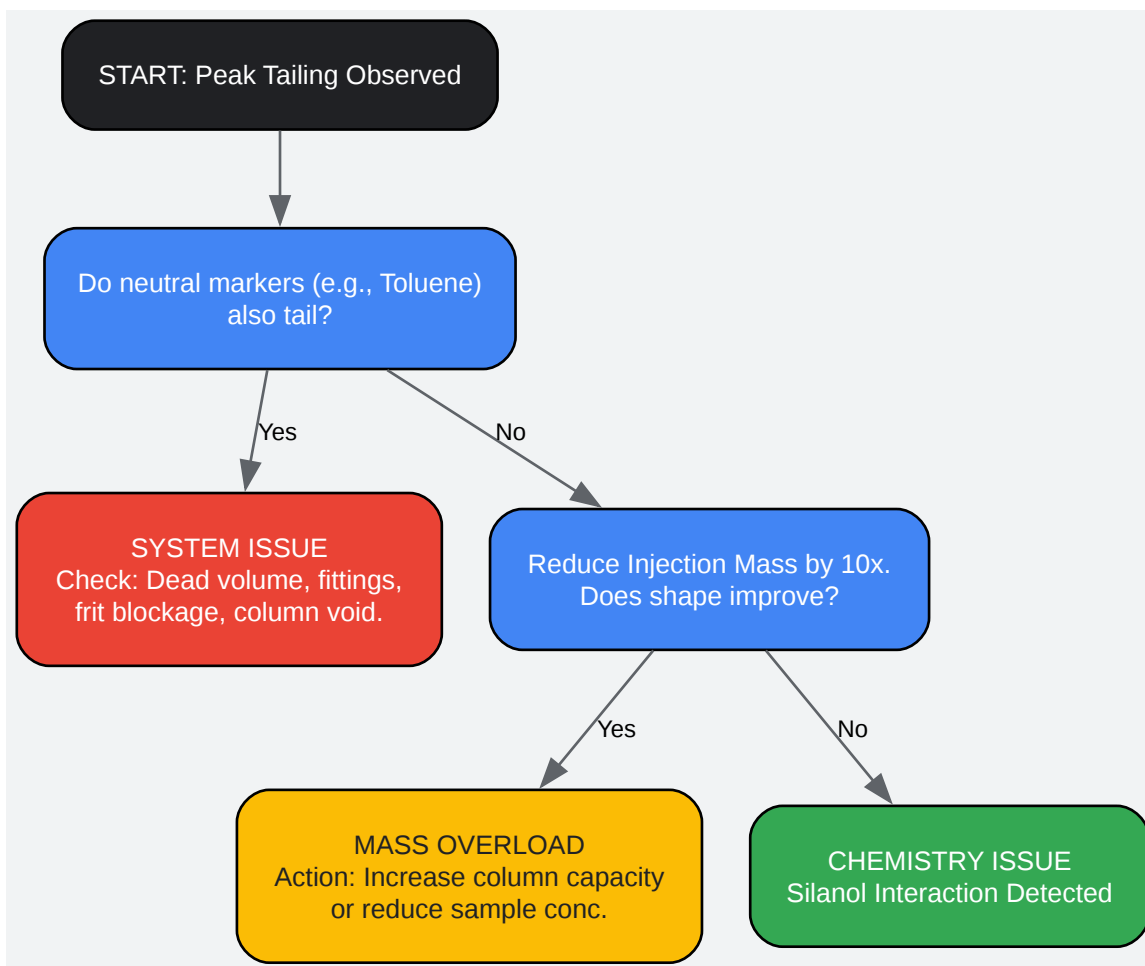 START: Peak Tailing Observed
Do neutral markers (e.g., Toluene)
also tail?
Yes
No
SYSTEM ISSUE
Check: Dead volume, fittings,
frit blockage, column void.
Reduce Injection Mass by 10x.
Does shape improve?
Yes
No
MASS OVERLOAD
Action: Increase column capacity
or reduce sample conc.
CHEMISTRY ISSUE
Silanol Interaction Detected